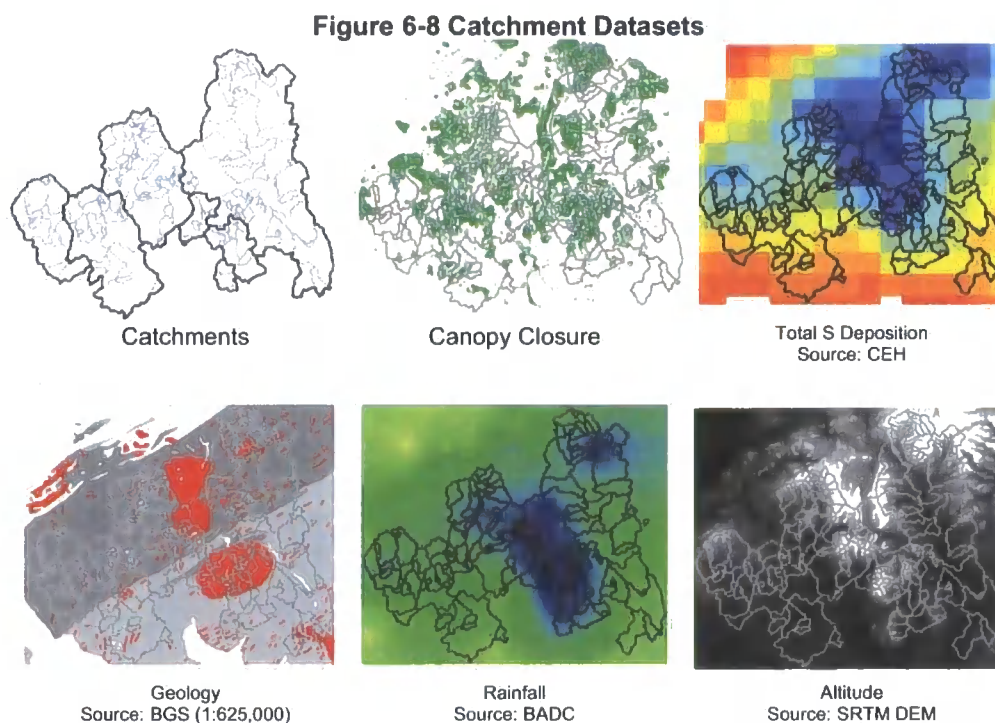 Figure 6-8 Catchment Datasets
Catchments
Canopy Closure
Total S Deposition
Source: CEH
Geology
Source: BGS (1:625,000)
Rainfall
Source: BADC
Altitude
Source: SRTM DEM